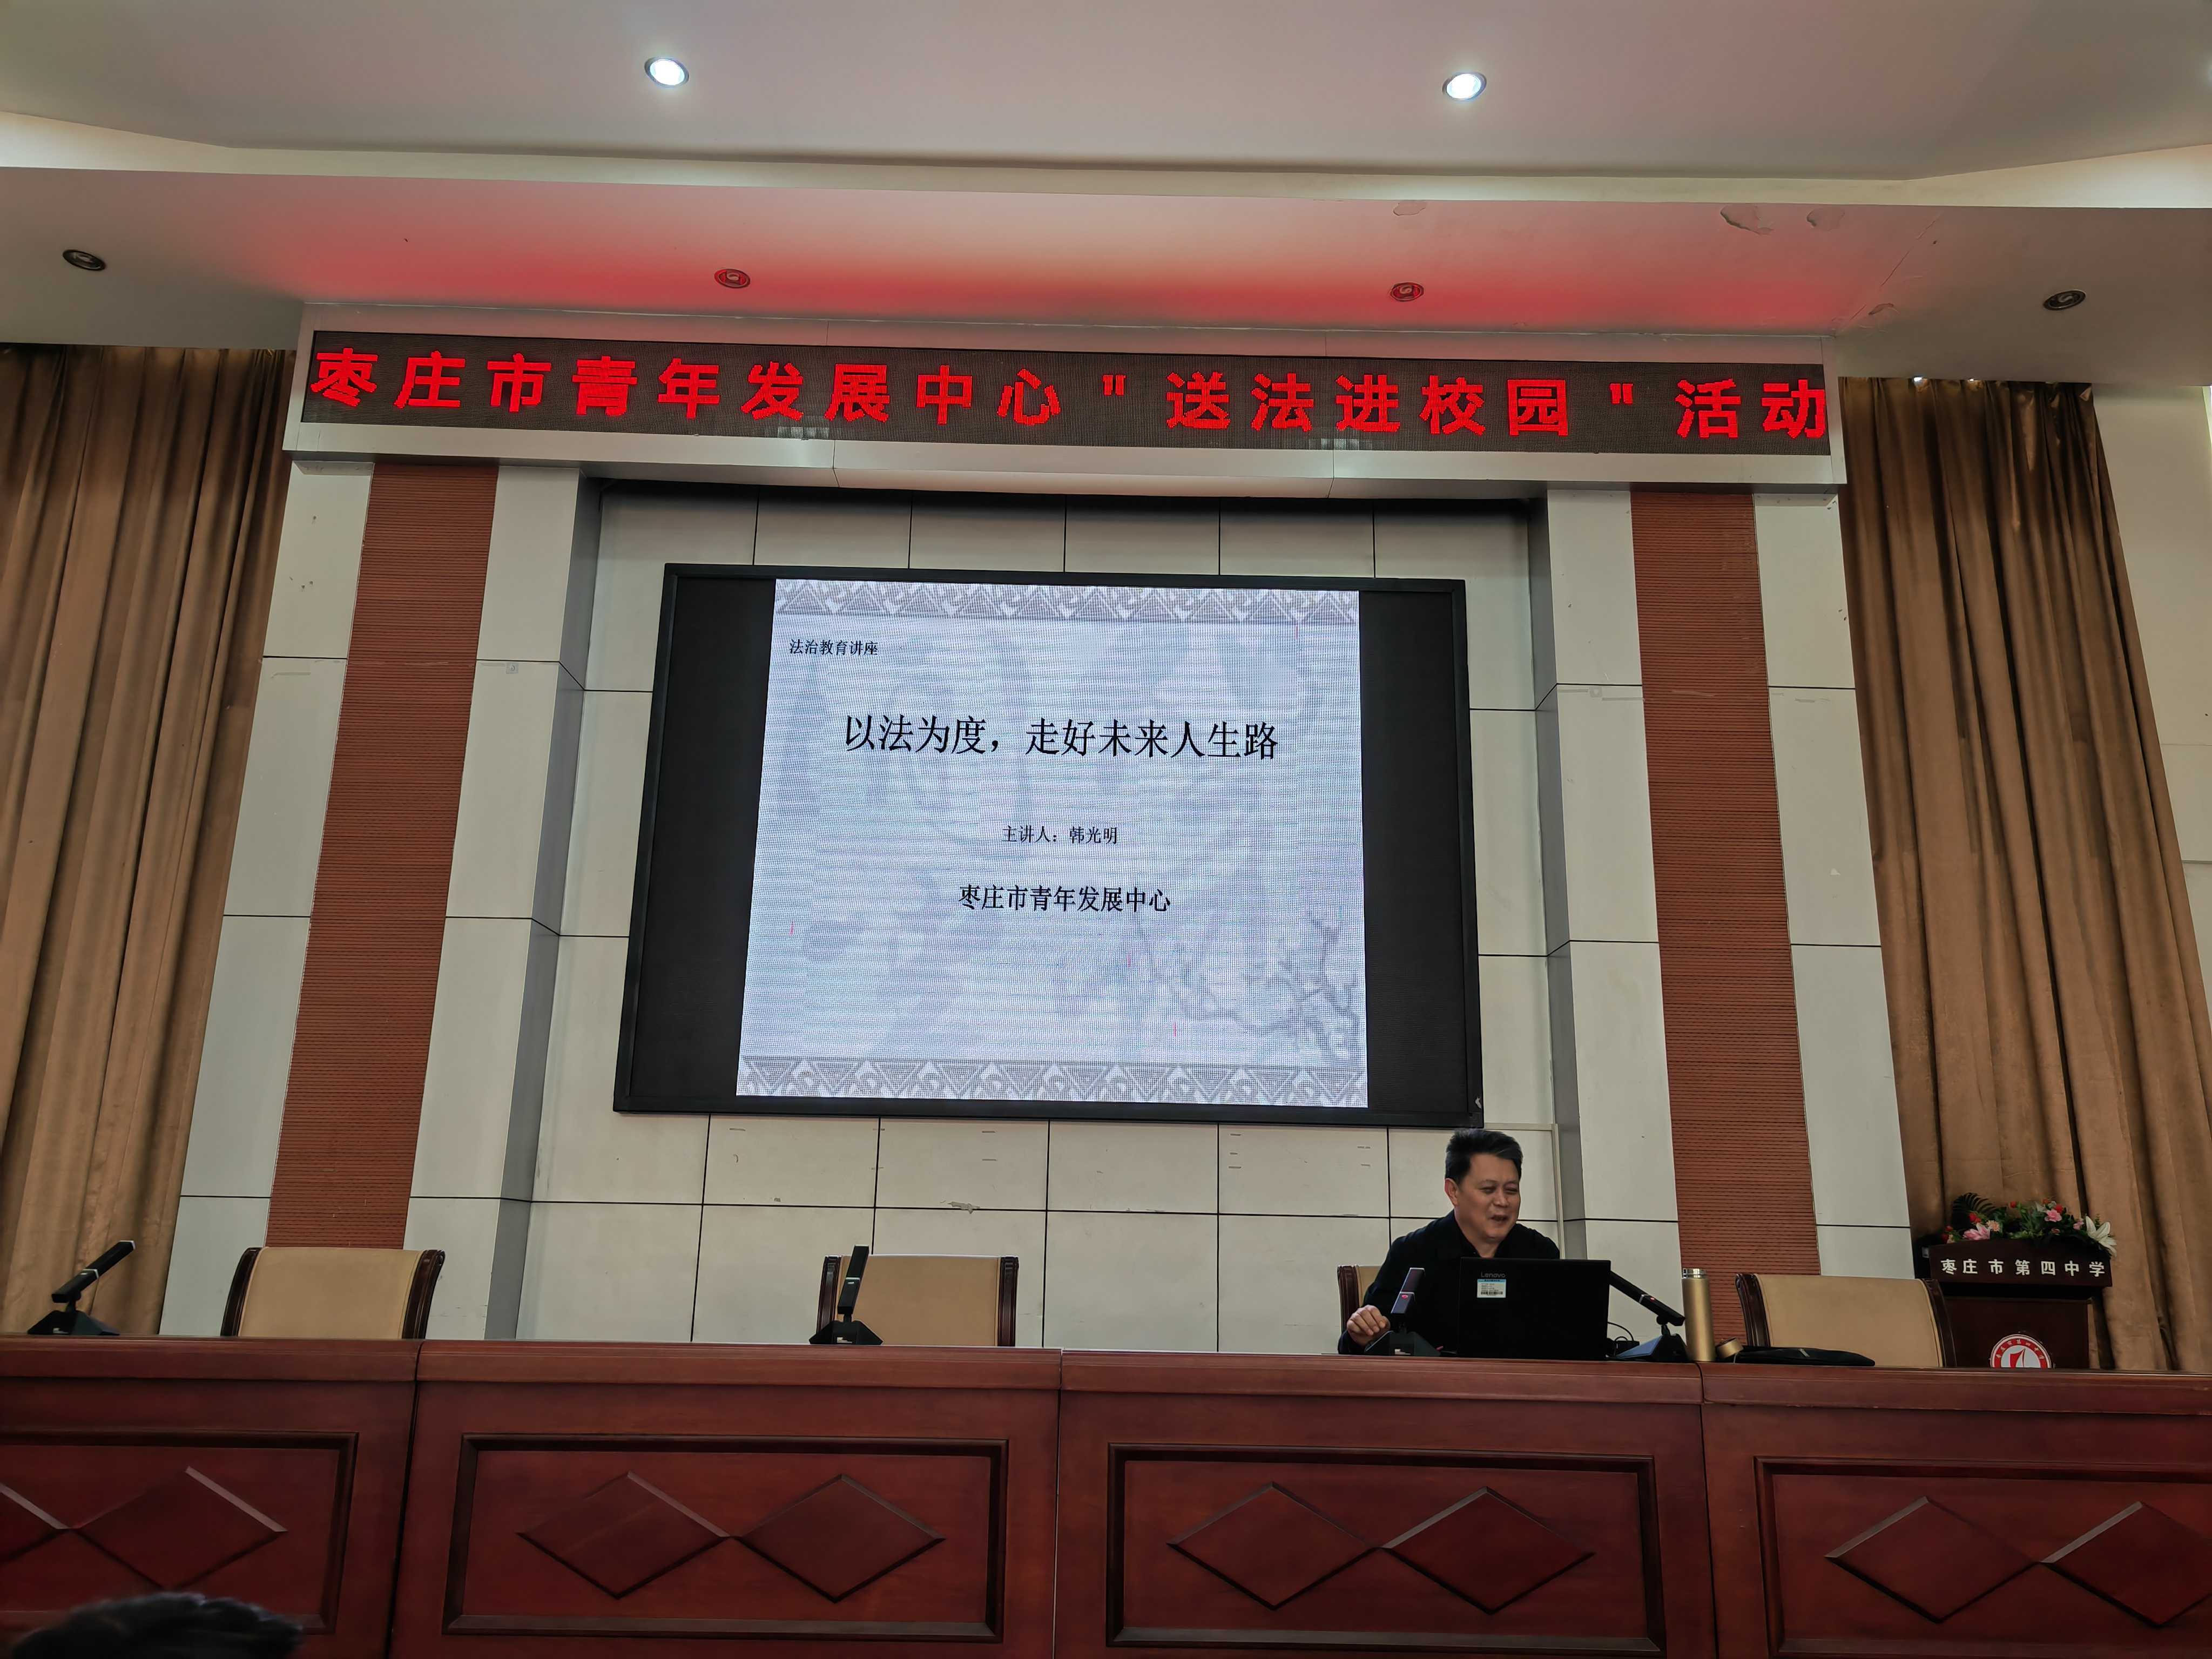 枣庄市青年发展中心"送法进校园"活动
法治教育讲座
以法为度，走好未来人生路
主讲人：韩光明
枣庄市青年发展中心
Lenovo
枣庄市第四中学